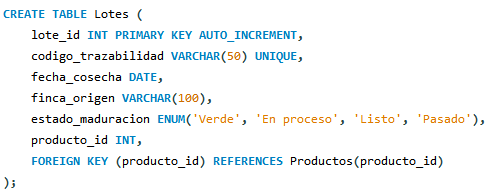 CREATE TABLE Lotes (
    lote_id INT PRIMARY KEY AUTO_INCREMENT,
    codigo_trazabilidad VARCHAR(50) UNIQUE,
    fecha_cosecha DATE,
    finca_origen VARCHAR(100),
    estado_maduracion ENUM('Verde', 'En proceso', 'Listo', 'Pasado'),
    producto_id INT,
    FOREIGN KEY (producto_id) REFERENCES Productos(producto_id)
);